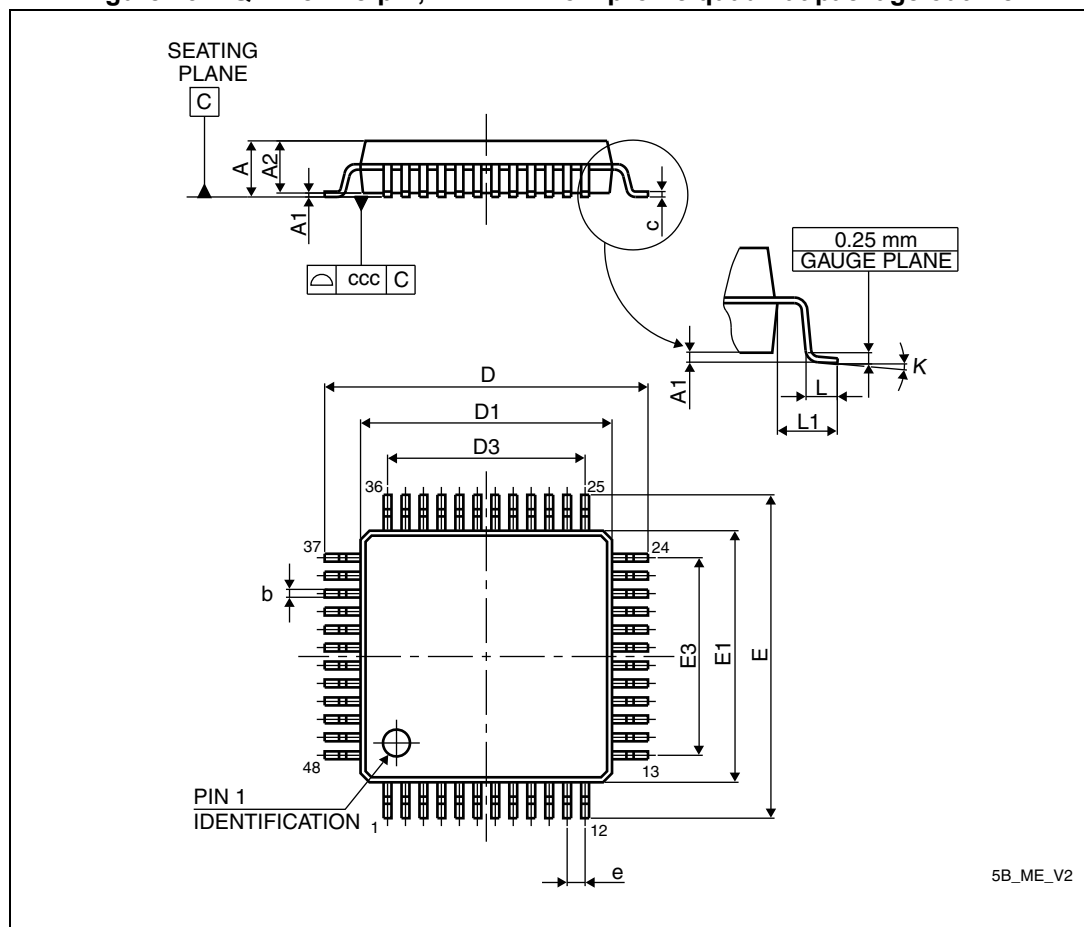 SEATING
PLANE
C
A
A2
A1
c
ccc C
0.25 mm
GAUGE PLANE
A1
K
L
L1
D
D1
D3
36
25
37
24
b
E3
E1
E
48
13
PIN 1
IDENTIFICATION
1
12
e
5B_ME_V2